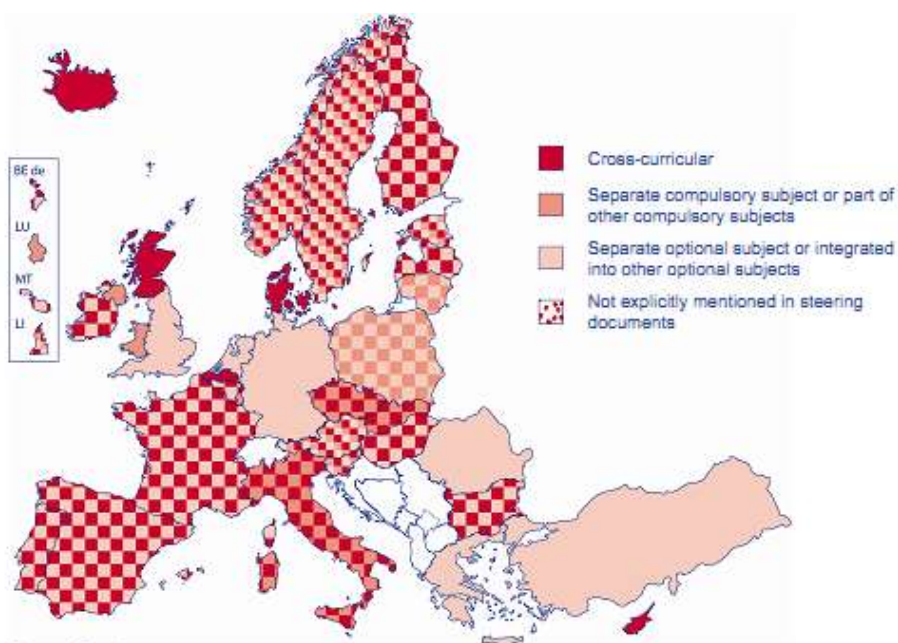 BE de
LU
MT
LI
Cross-curricular
Separate compulsory subject or part of
other compulsory subjects
Separate optional subject or integrated
into other optional subjects
Not explicitly mentioned in steering
documents